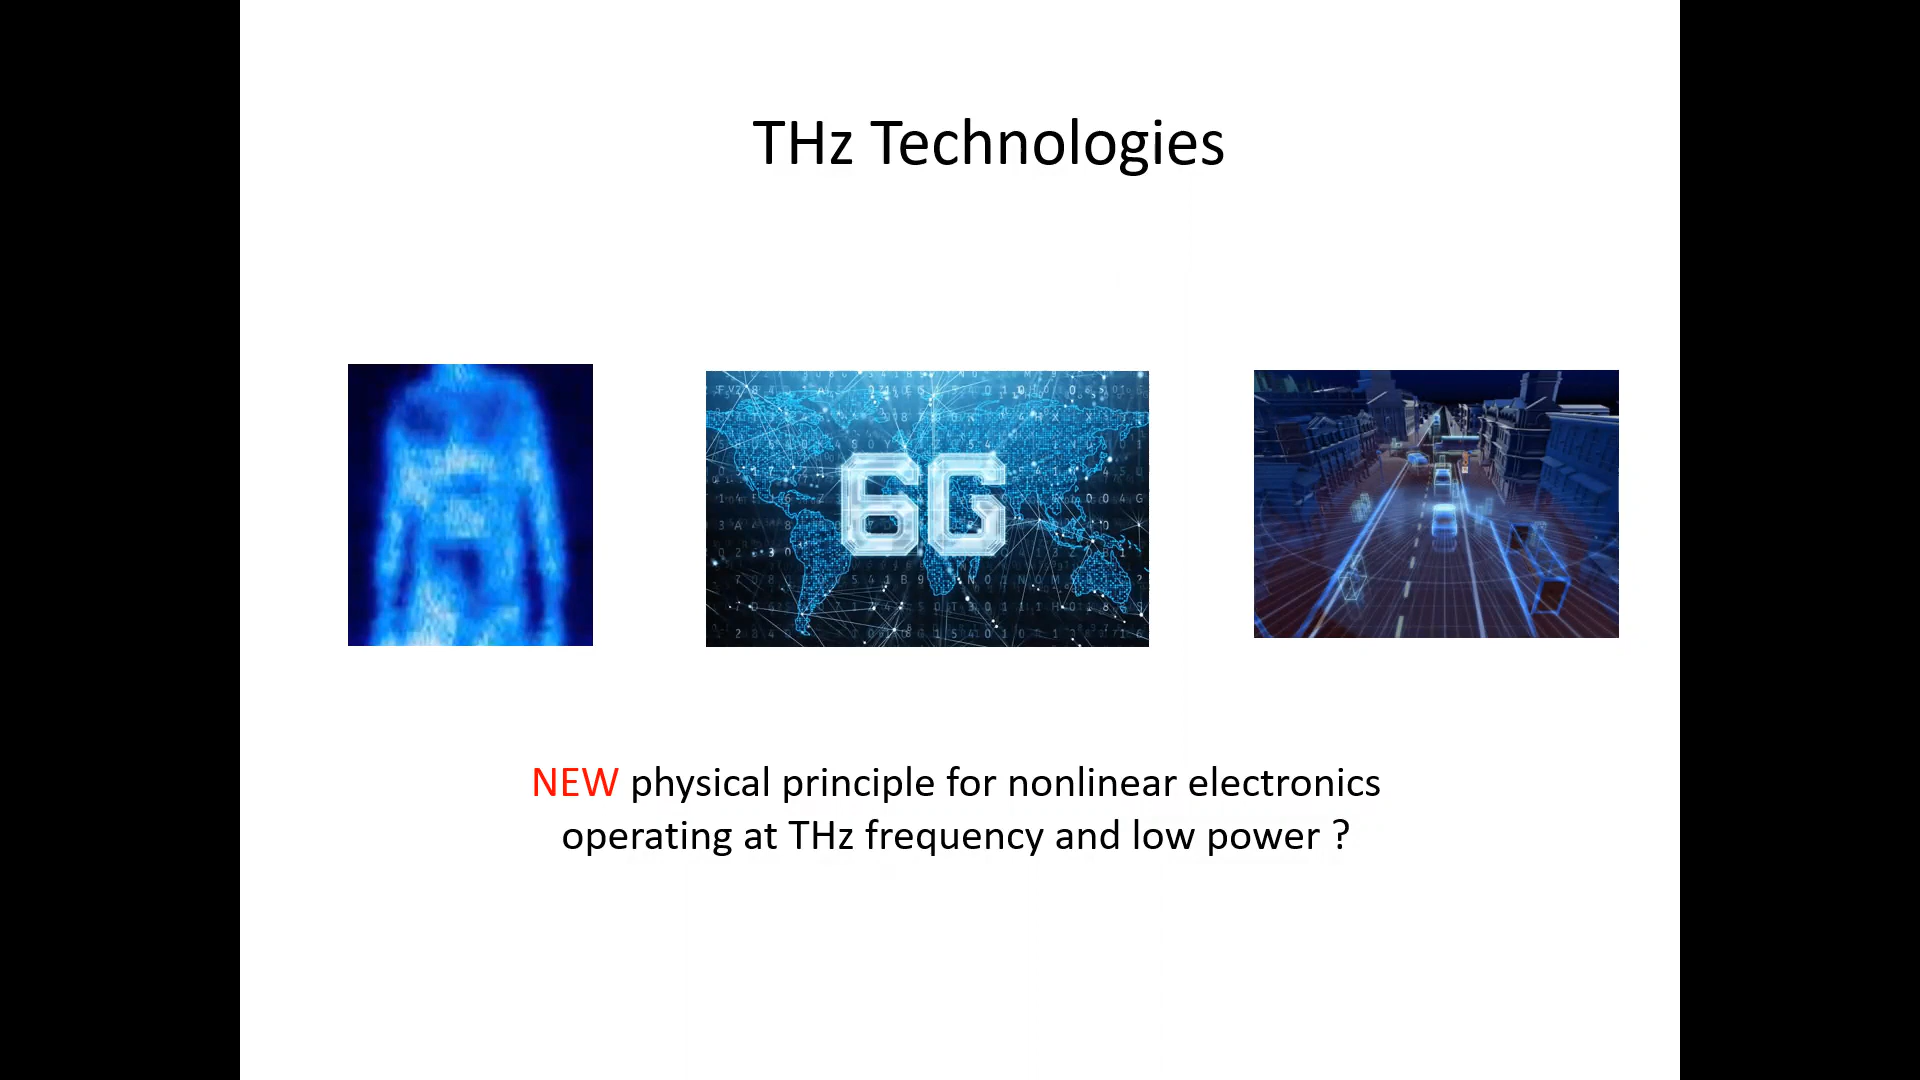 THz Technologies
6G
NEW physical principle for nonlinear electronics
operating at THz frequency and low power ?